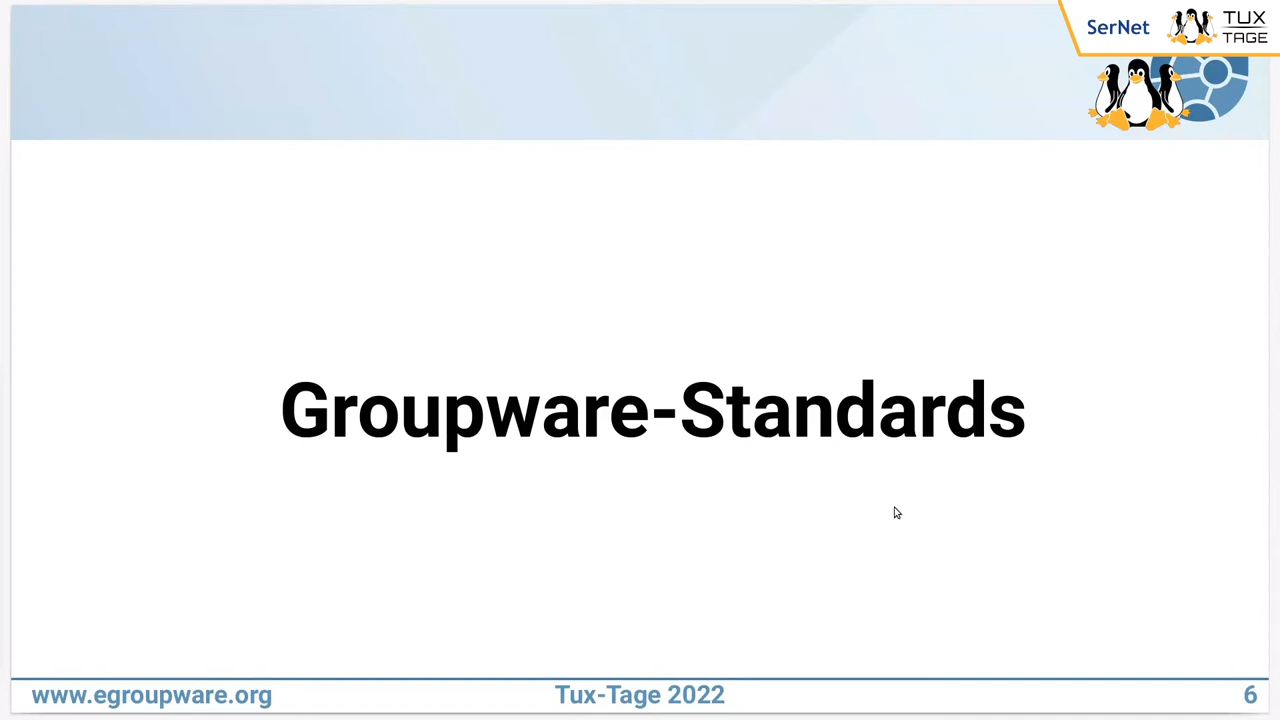 SerNet
TUX
TAGE
Groupware-Standards
www.egroupware.org
Tux-Tage 2022
6